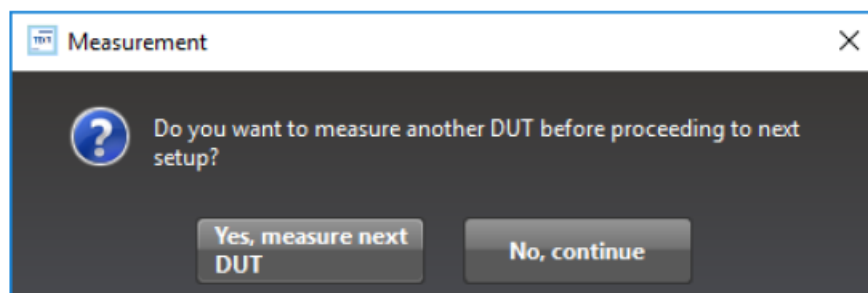 Measurement
Do you want to measure another DUT before proceeding to next
setup?
Yes, measure next
DUT
No, continue